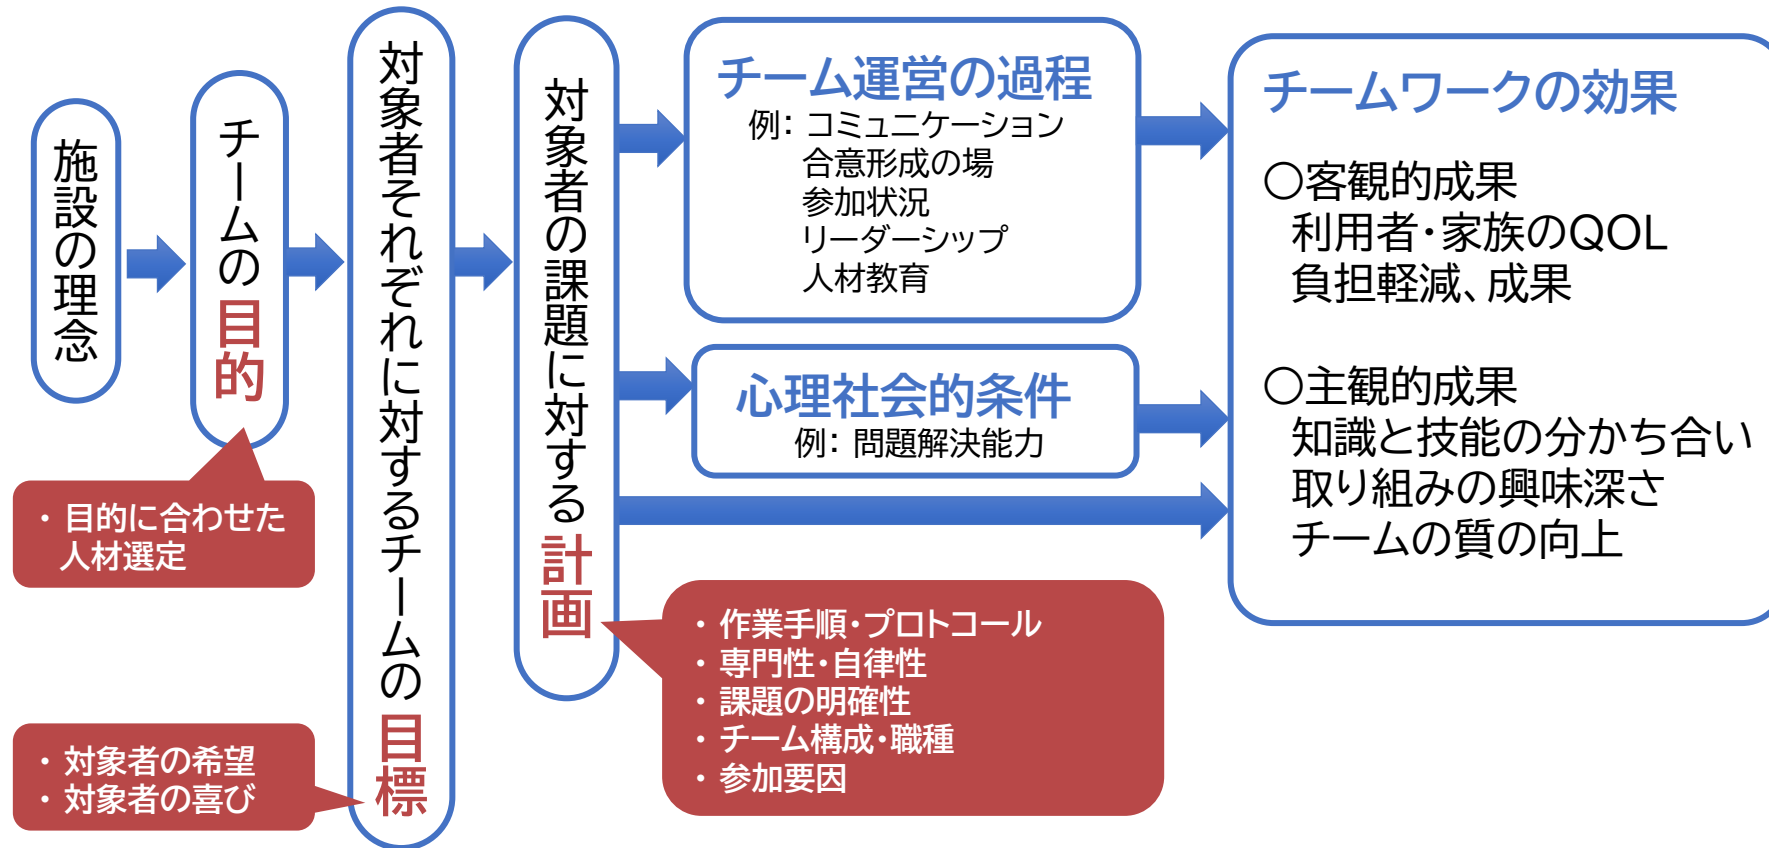 施設の理念
チームの目的
・ 目的に合わせた
人材選定
対象者それぞれに対するチームの目標
・ 対象者の希望
・ 対象者の喜び
対象者の課題に対する計画
・ 作業手順・プロトコール
・ 専門性・自律性
・ 課題の明確性
・ チーム構成・職種
・ 参加要因
チーム運営の過程
例: コミュニケーション
合意形成の場
参加状況
リーダーシップ
人材教育
心理社会的条件
例: 問題解決能力
チームワークの効果
〇客観的成果
利用者・家族のQOL
負担軽減、成果
〇主観的成果
知識と技能の分かち合い
取り組みの興味深さ
チームの質の向上